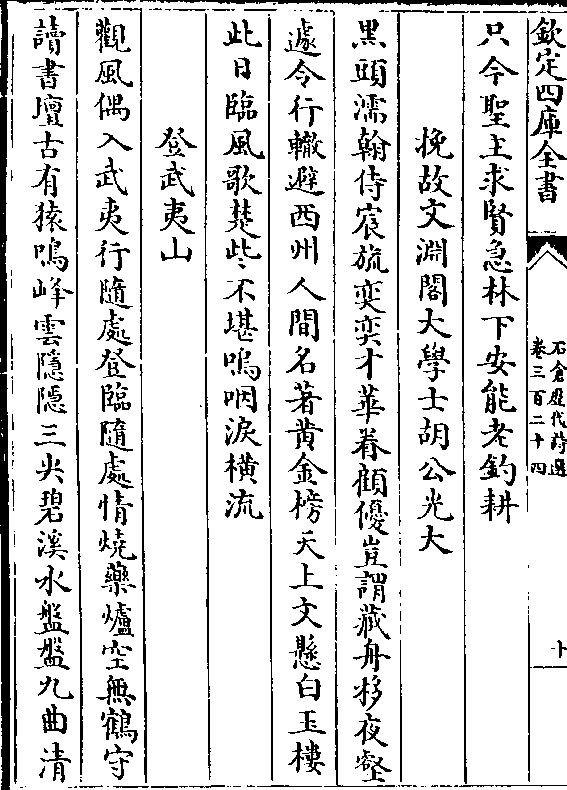 欽定四庫全書
石倉歷代詩選
卷三百二十四
十
只今聖主求賢急林下安能老釣耕
挽故文淵閣大學士胡公光大
黑頭濡翰侍宸旒奕奕才華眷顧優豈謂藏舟移夜壑
遽令行轍避西州人間名著黄金榜天上文懸白玉樓
此日臨風歌楚些不堪嗚咽淚横流
登武夷山
觀風偶入武夷行隨處登臨隨處情燒藥爐空無鶴守
讀書壇古有猿鳴峰雲隱隱三尖碧溪水盤盤九曲清